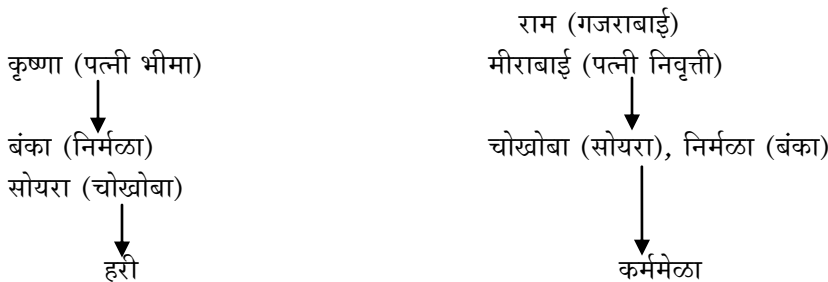 राम (गजराबाई)
कृष्णा (पत्नी भीमा)
मीराबाई (पत्नी निवृत्ती)
बंका (निर्मळा)
चोखोबा (सोयरा), निर्मळा (बंका)
सोयरा (चोखोबा)
हरी
कर्ममेळा